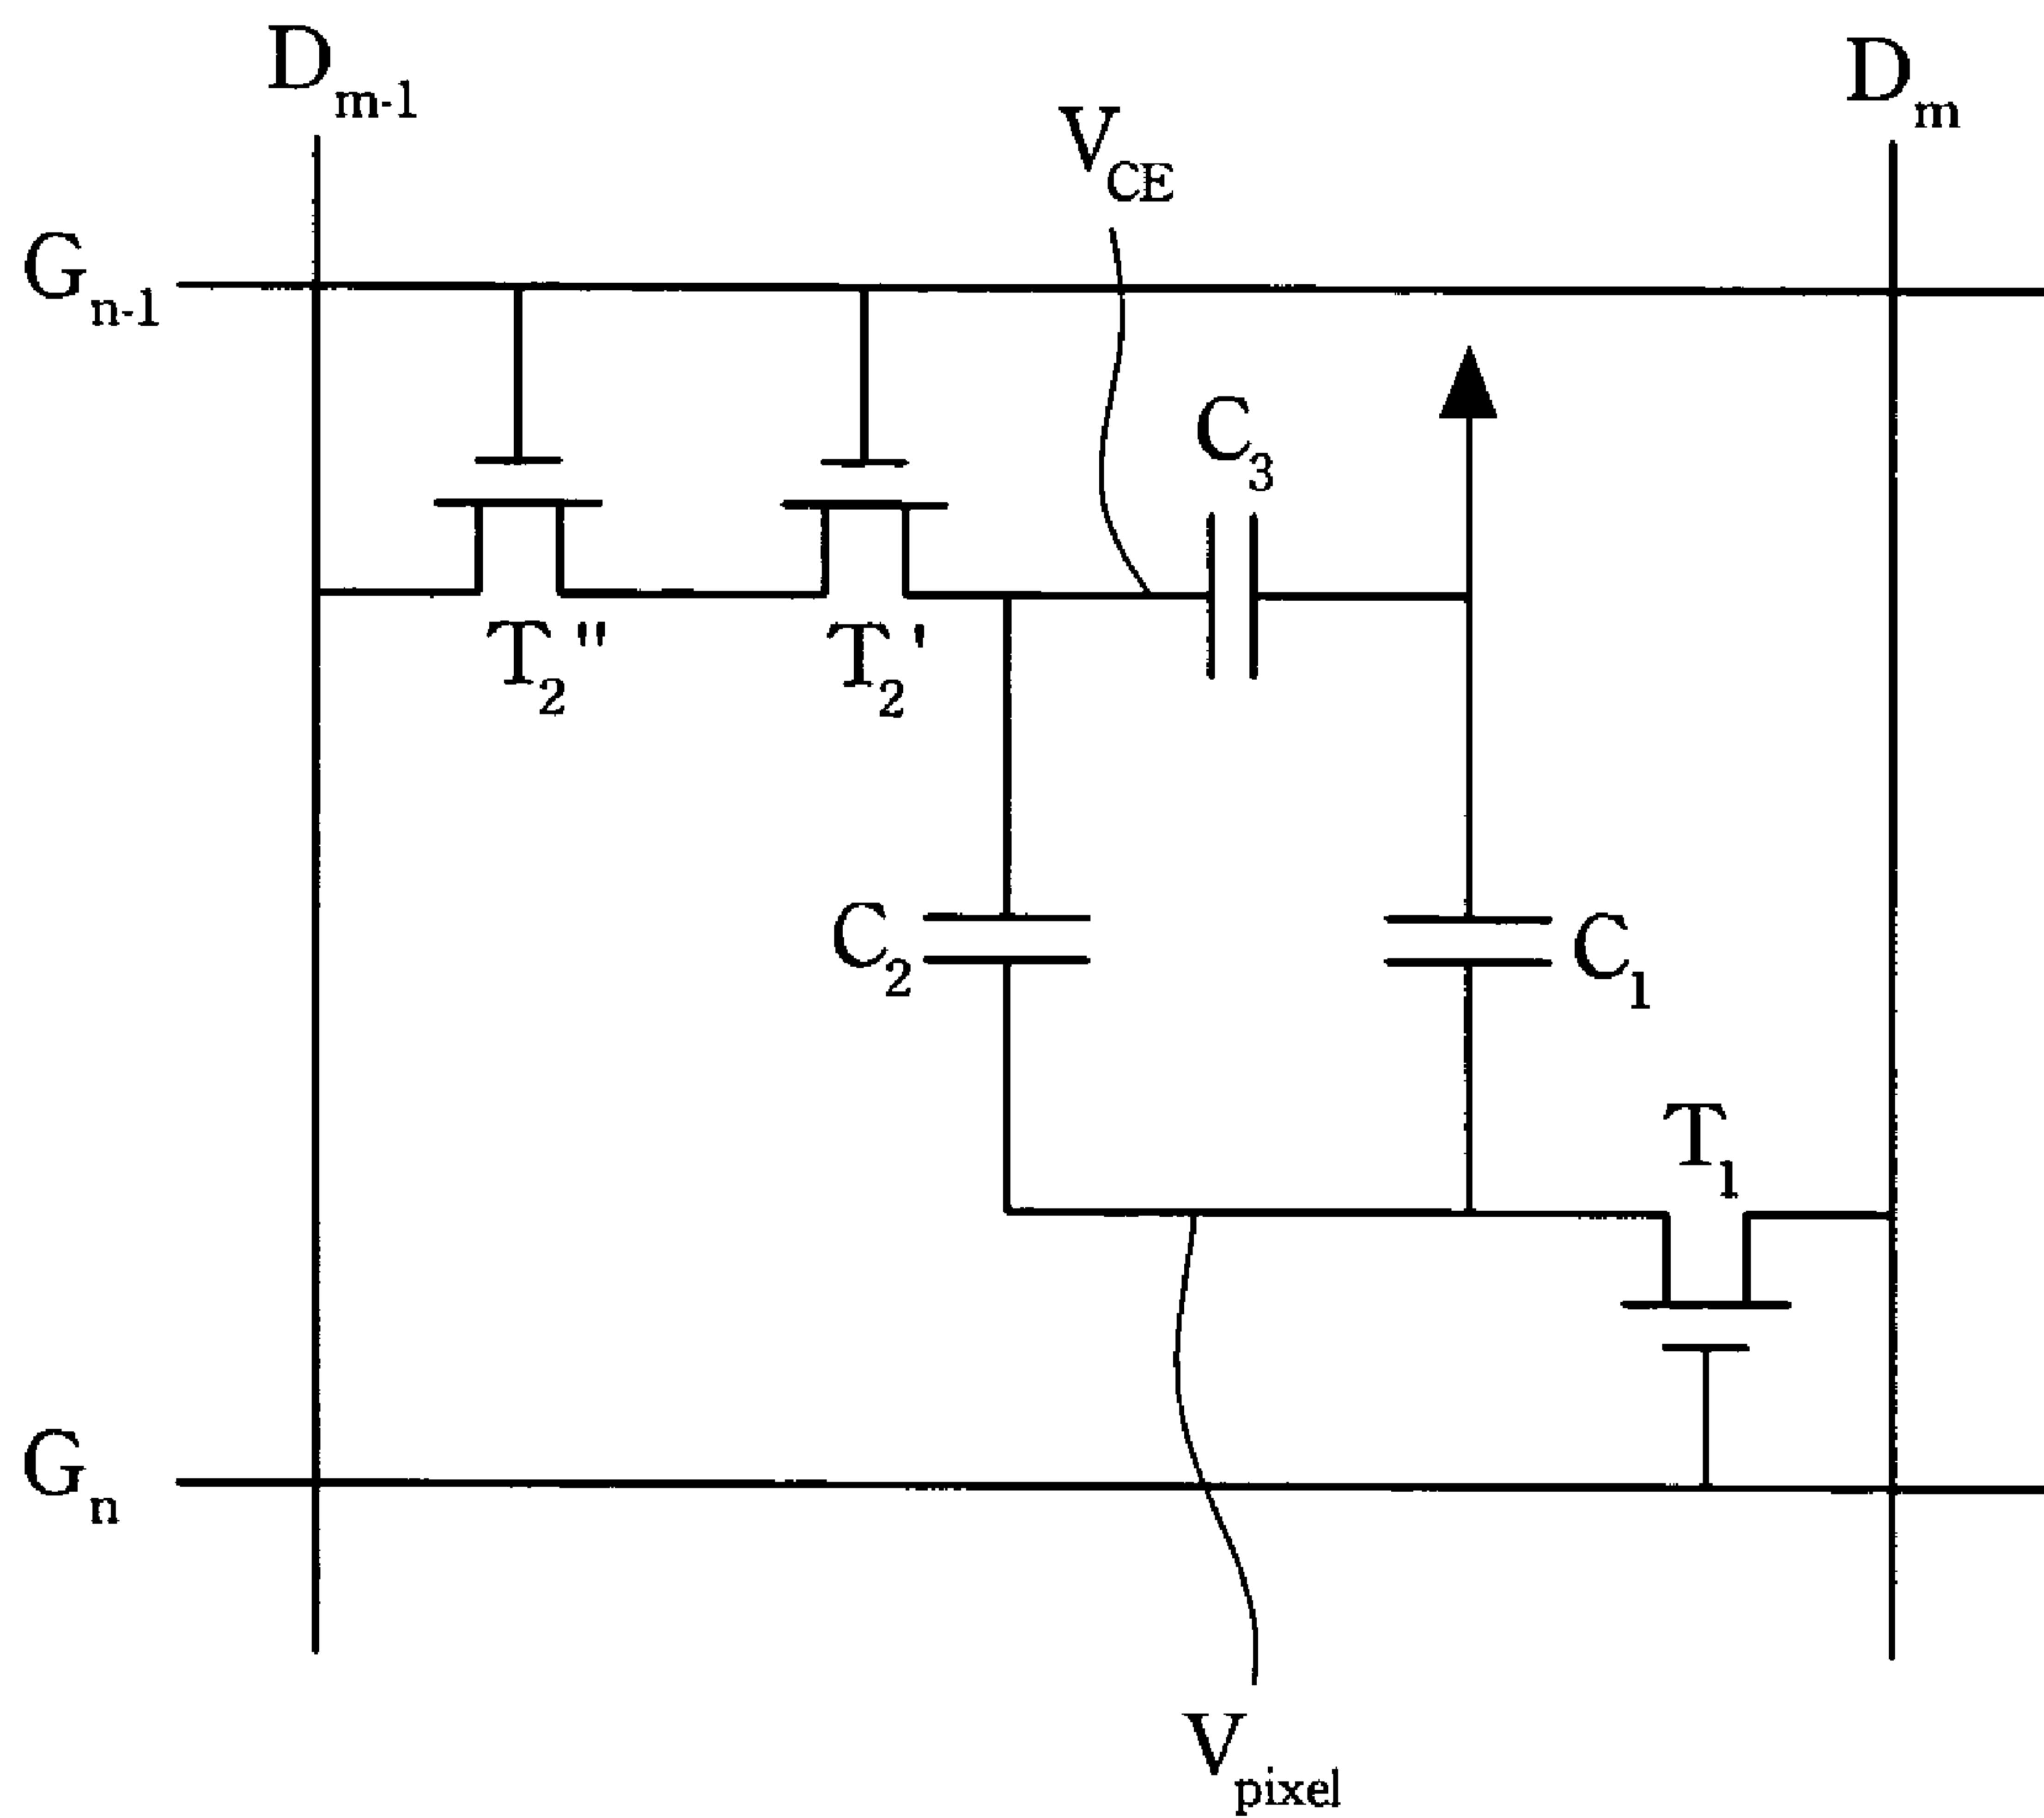 Dm-1
Dm
VCE
Gn-1
C3
T2"
T2'
C2
C1
T1
Gn
Vpixel